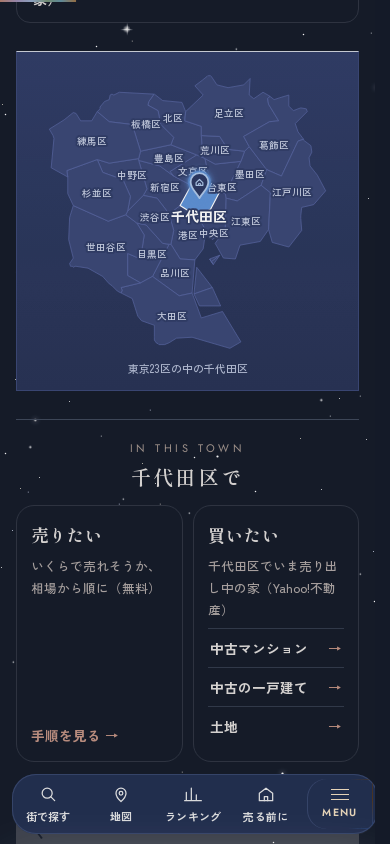 足立区
北区
板橋区
練馬区
荒川区
葛飾区
豊島区
文京区
中野区
墨田区
新宿区
台東区
杉並区
江戸川区
渋谷区
千代田区
江東区
港区
中央区
世田谷区
目黒区
品川区
大田区
東京23区の中の千代田区
IN THIS TOWN
千代田区で
売りたい
いくらで売れそうか、
相場から順に（無料）
手順を見る →
買いたい
千代田区でいま売り出
し中の家（Yahoo!不動
産）
中古マンション →
中古の一戸建て →
土地 →
街で探す
地図
ランキング
売る前に
MENU